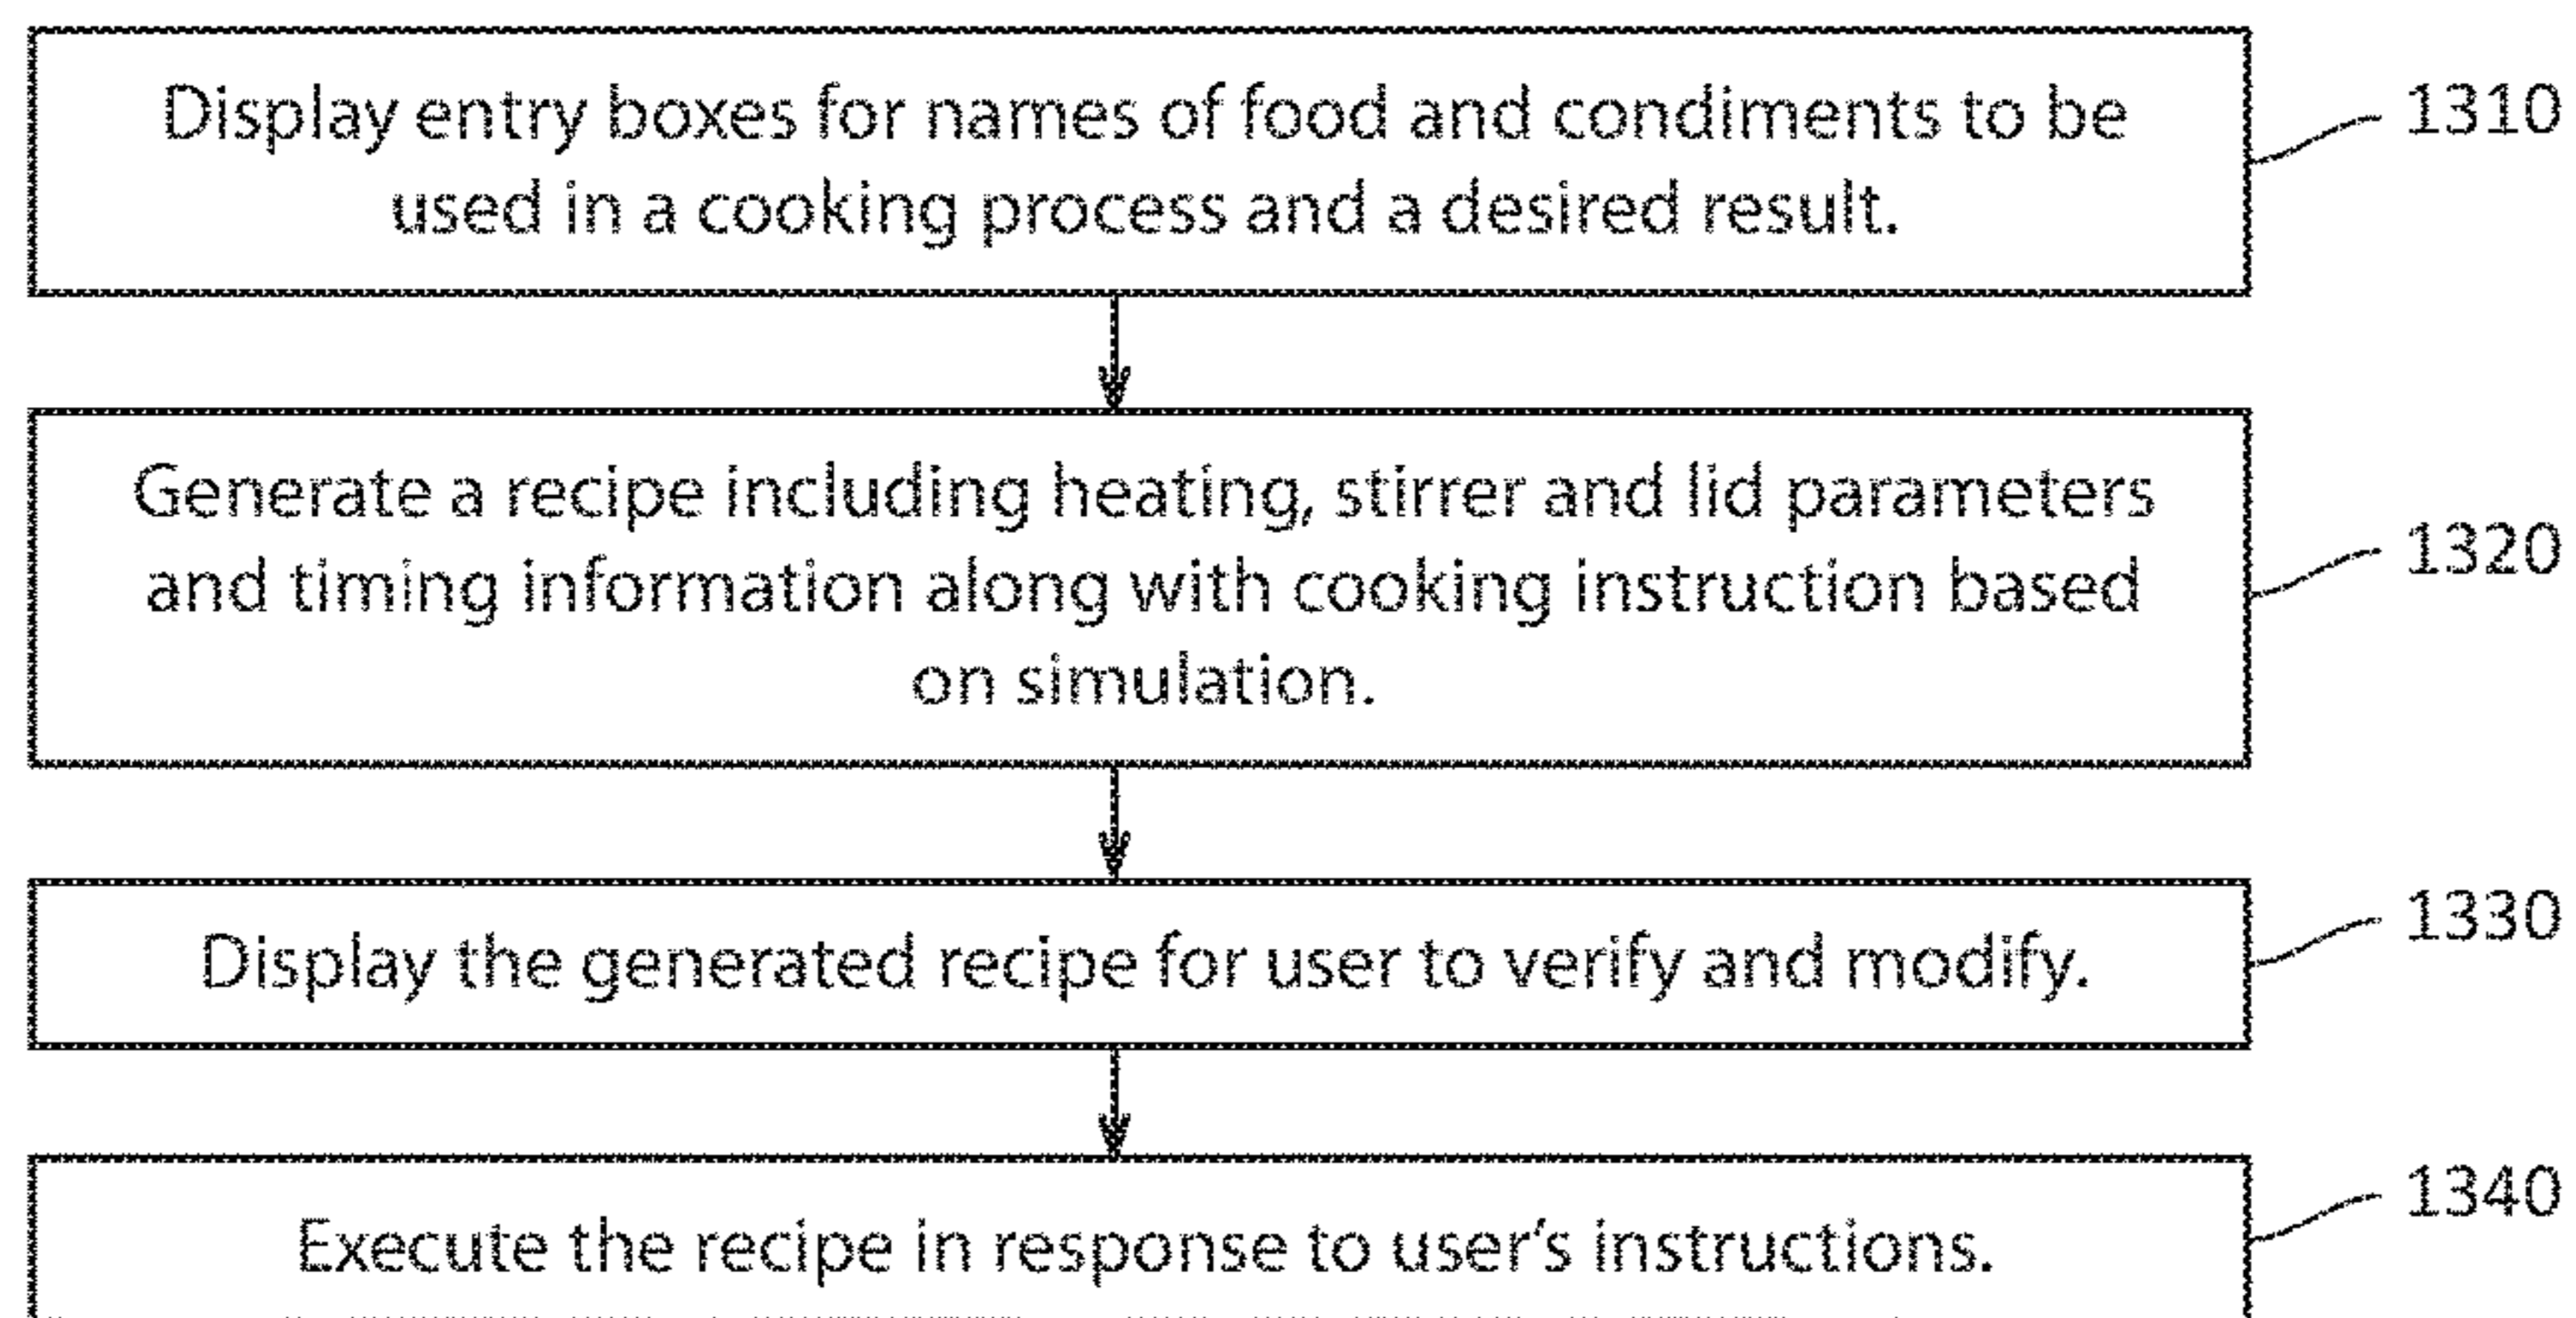 Display entry boxes for names of food and condiments to be
used in a cooking process and a desired result.
1310
Generate a recipe including heating, stirrer and lid parameters
and timing information along with cooking instruction based
on simulation.
1320
Display the generated recipe for user to verify and modify.
1330
Execute the recipe in response to user's instructions.
1340